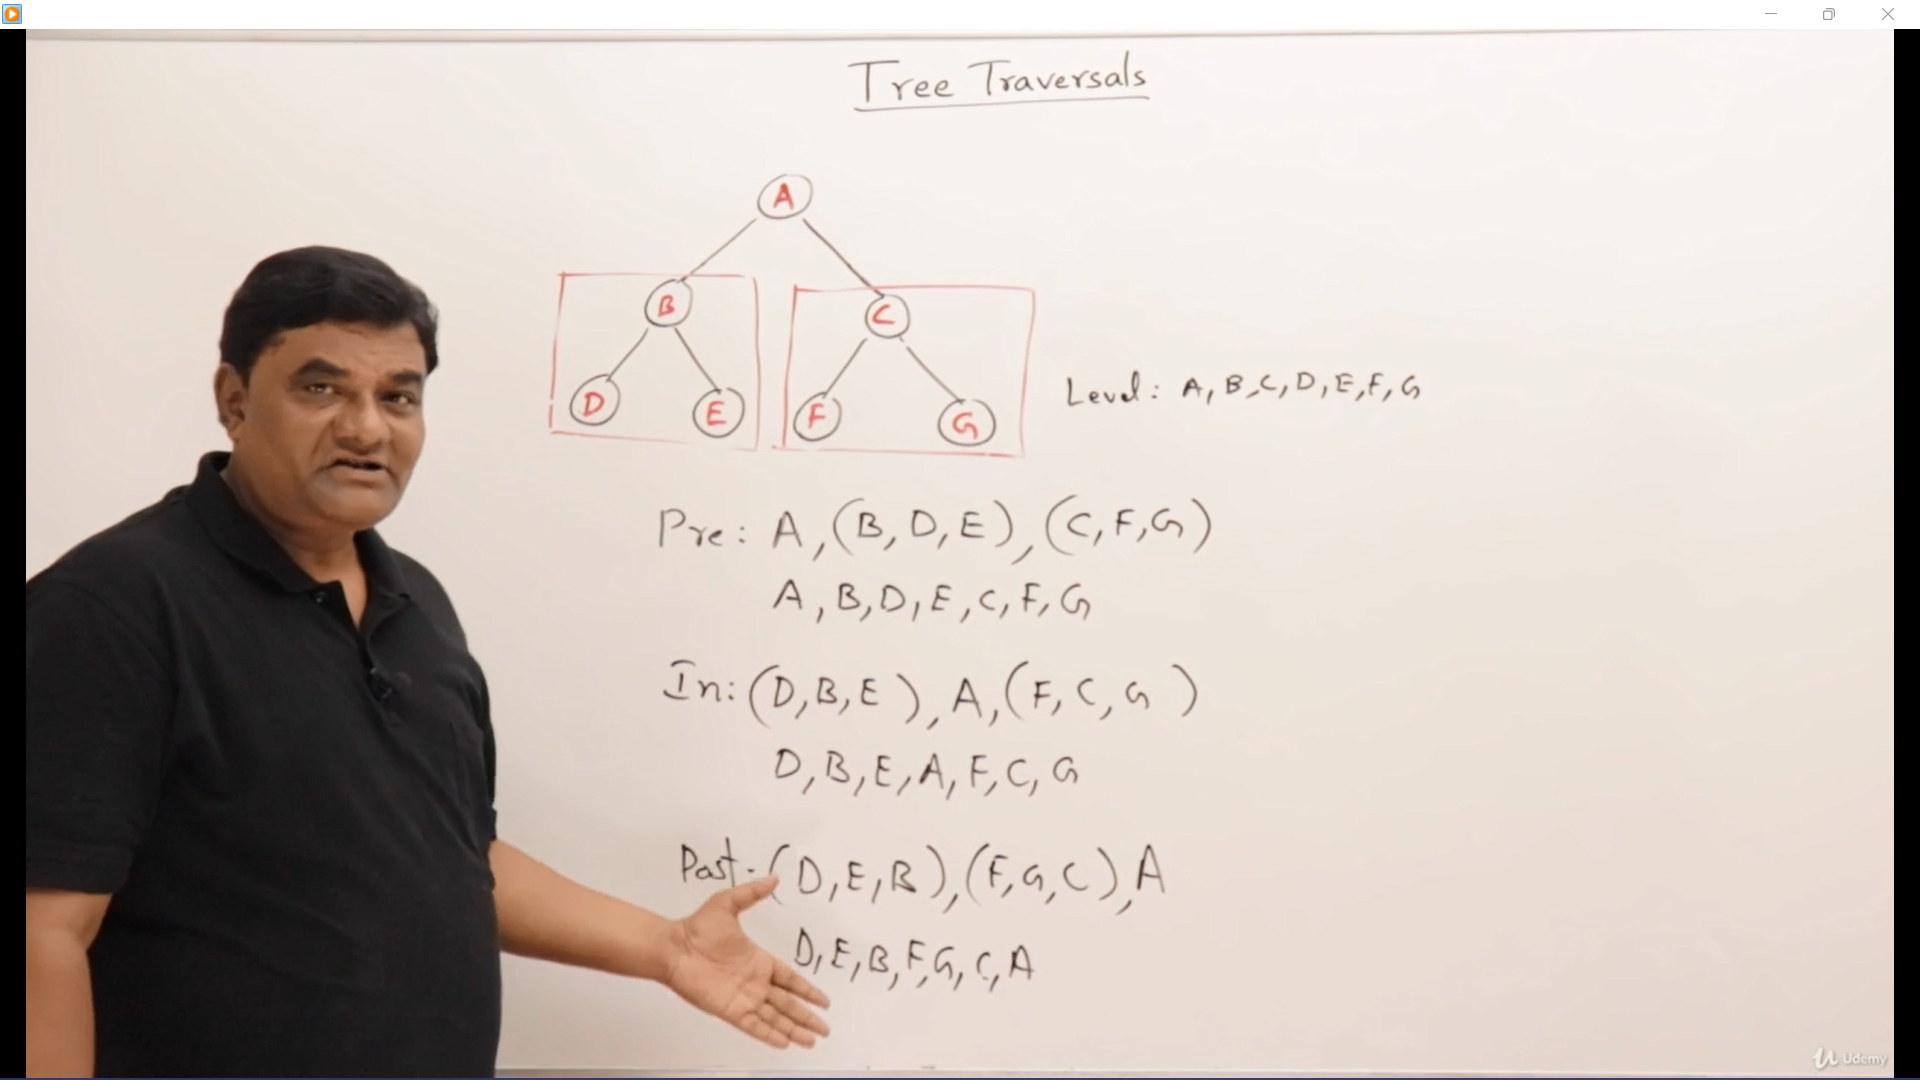 Tree Traversals
A
B
C
D
E
F
G
Level: A, B, C, D, E, F, G
Pre: A, (B, D, E), (C, F, G)
A, B, D, E, C, F, G
In: (D, B, E), A, (F, C, G)
D, B, E, A, F, C, G
Post: (D, E, B), (F, G, C), A
D, E, B, F, G, C, A
Udemy